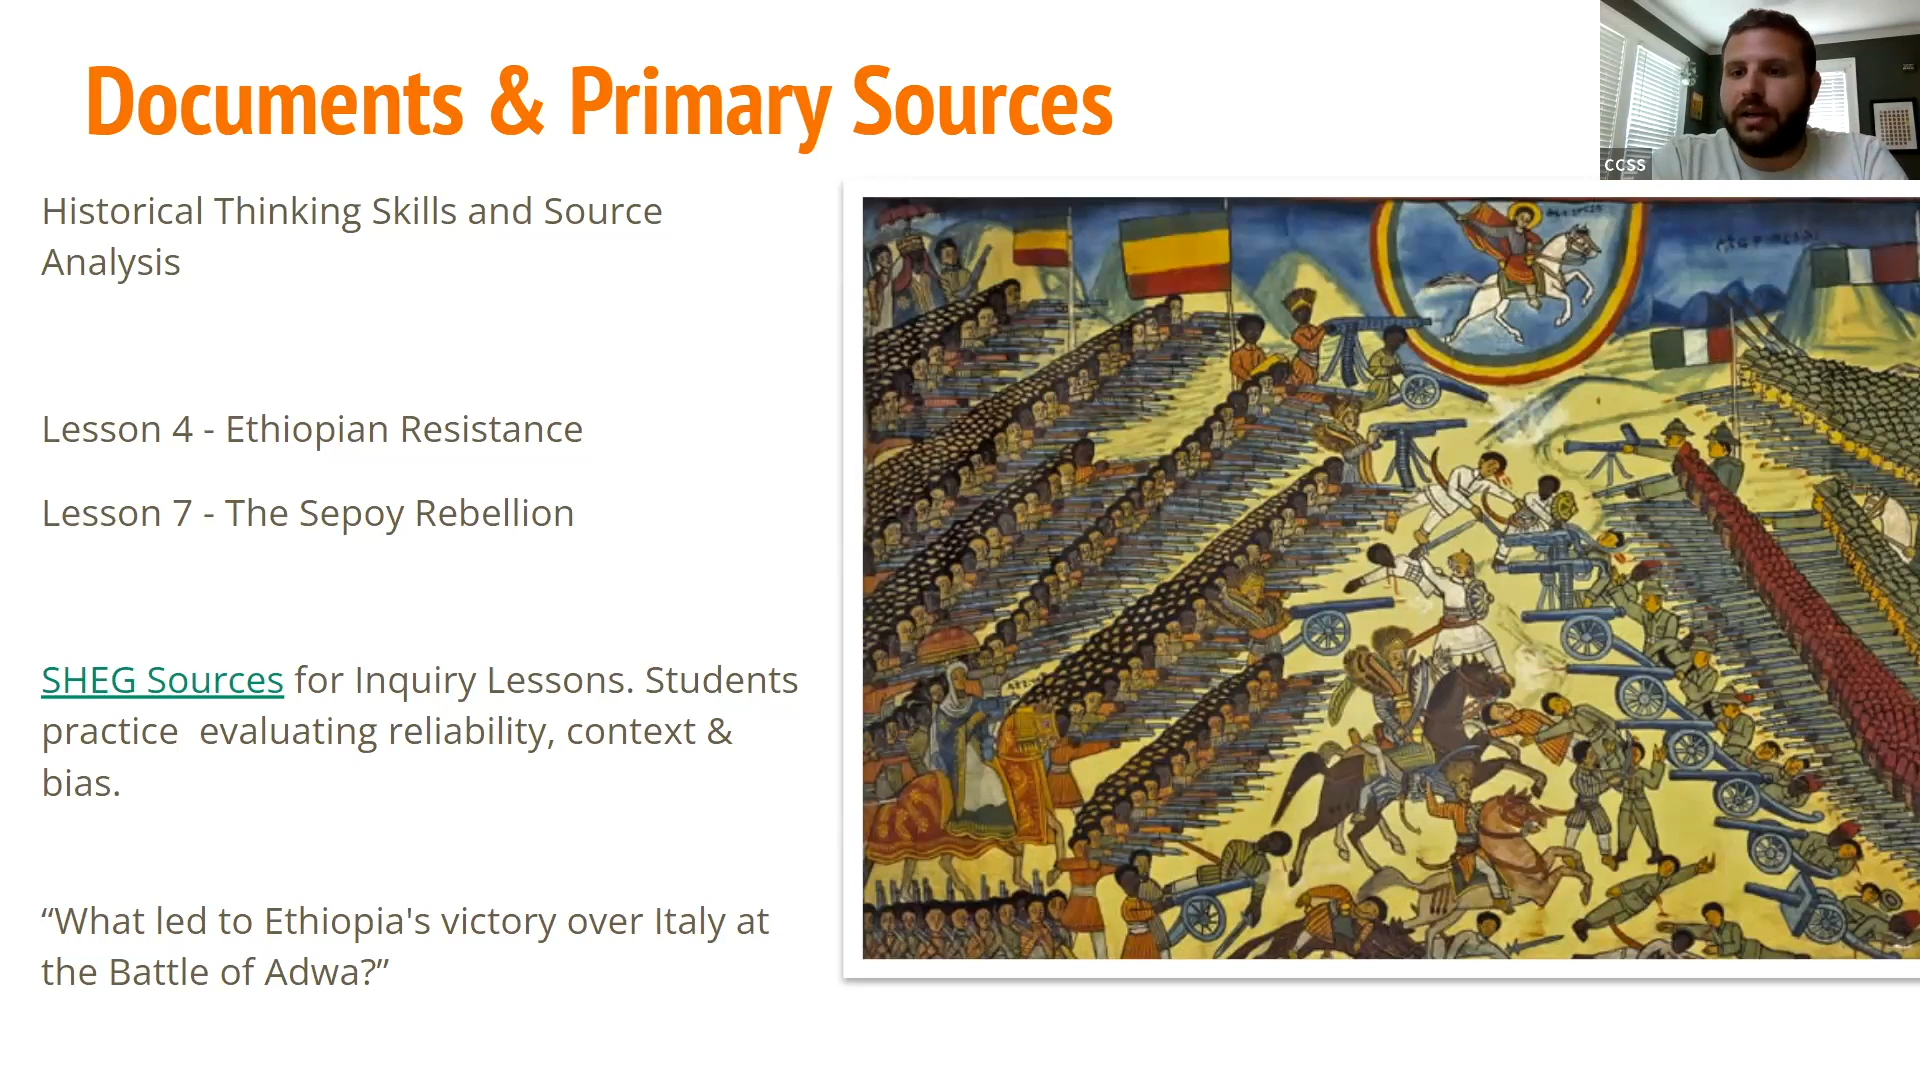 Documents & Primary Sources
CCSS
Historical Thinking Skills and Source
Analysis
Lesson 4 - Ethiopian Resistance
Lesson 7 - The Sepoy Rebellion
SHEG Sources for Inquiry Lessons. Students
practice  evaluating reliability, context &
bias.
“What led to Ethiopia's victory over Italy at
the Battle of Adwa?”